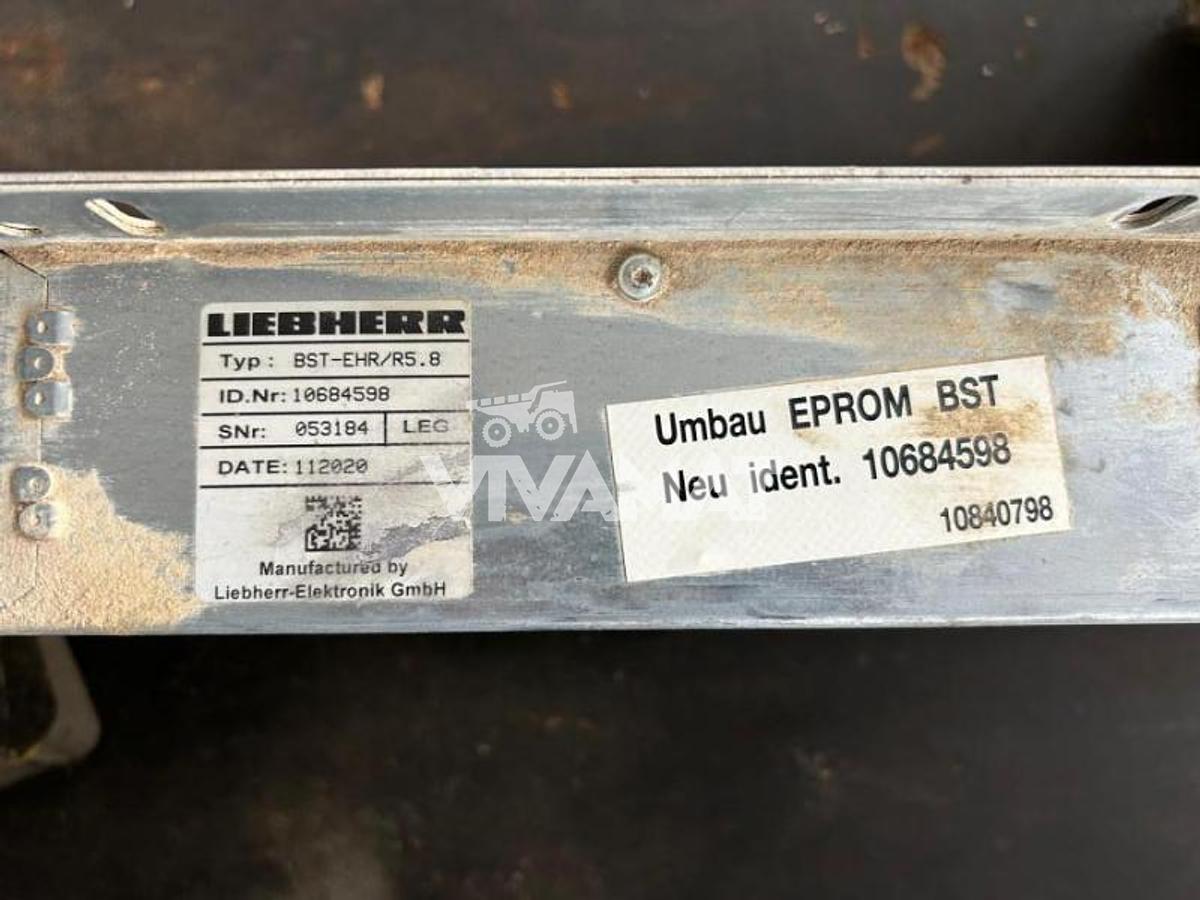 LIEBHERR
Typ: BST-EHR/R5.8
ID.Nr: 10684598
SNr: 053184 LEG
DATE: 112020
Manufactured by
Liebherr-Elektronik GmbH
Umbau EPROM BST
Neu ident. 10684598
10840798